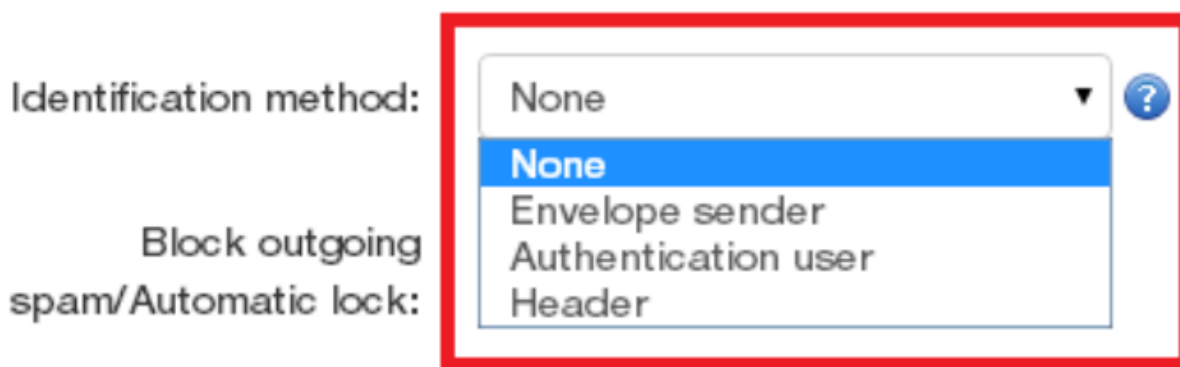 Identification method:
None
None
Envelope sender
Authentication user
Header
Block outgoing
spam/Automatic lock: